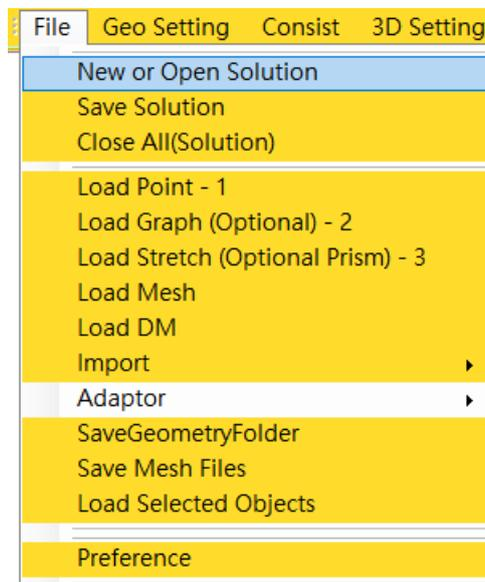 File Geo Setting Consist 3D Setting
New or Open Solution
Save Solution
Close All(Solution)
Load Point - 1
Load Graph (Optional) - 2
Load Stretch (Optional Prism) - 3
Load Mesh
Load DM
Import
Adaptor
SaveGeometryFolder
Save Mesh Files
Load Selected Objects
Preference